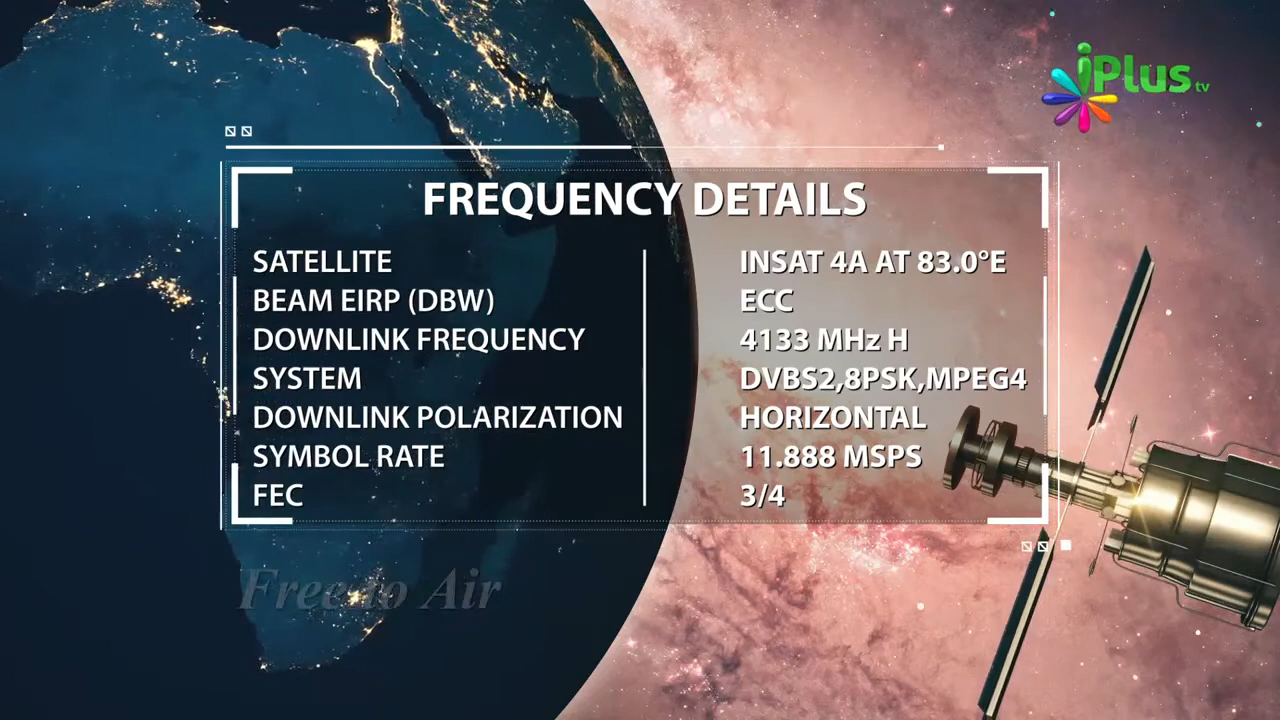 iPlus tv
FREQUENCY DETAILS
SATELLITE INSAT 4A AT 83.0°E
BEAM EIRP (DBW) ECC
DOWNLINK FREQUENCY 4133 MHz H
SYSTEM DVBS2,8PSK,MPEG4
DOWNLINK POLARIZATION HORIZONTAL
SYMBOL RATE 11.888 MSPS
FEC 3/4
Free to Air